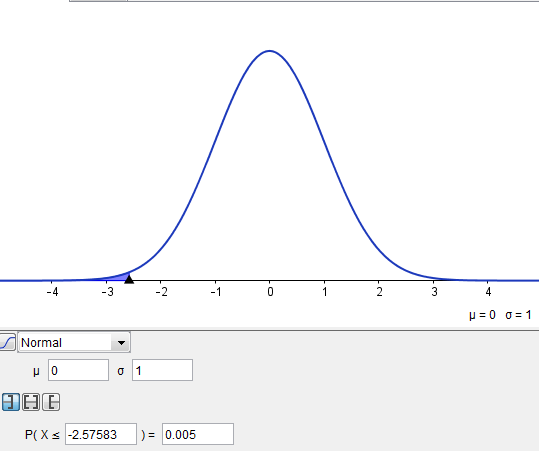 -4 -3 -2 -1 0 1 2 3 4
μ = 0 σ = 1
Normal
μ 0 σ 1
P( X ≤ -2.57583 ) = 0.005